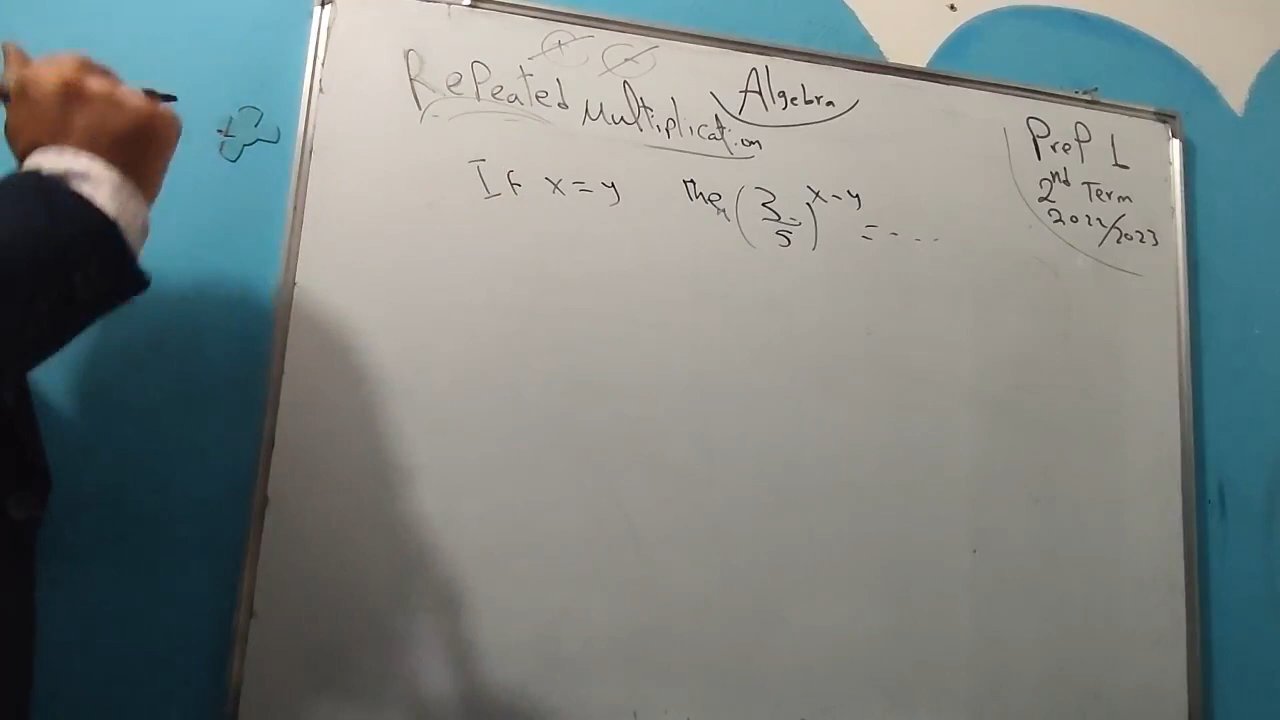 Algebra
Repeated Multiplication
If x = y then (3/5)^x-y = ....
Prep 1
2nd Term
2022/2023